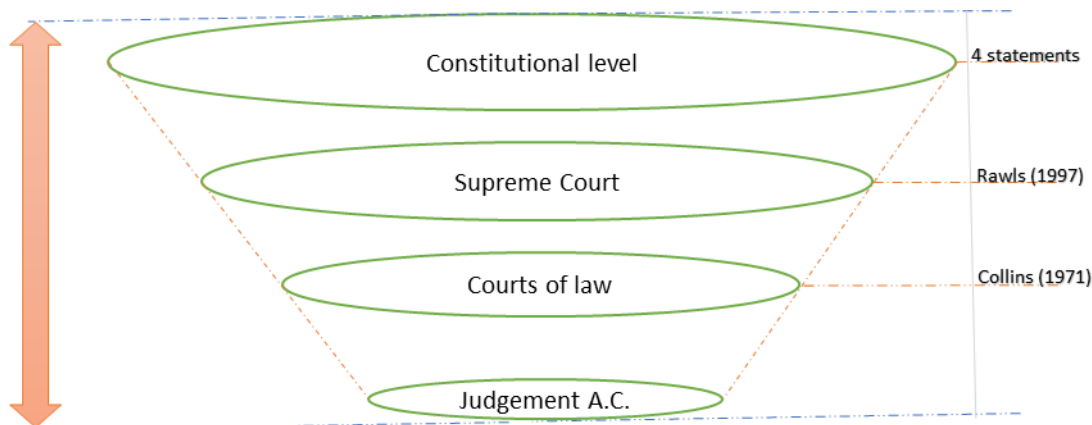 4 statements
Constitutional level
Rawls (1997)
Supreme Court
Collins (1971)
Courts of law
Judgement A.C.